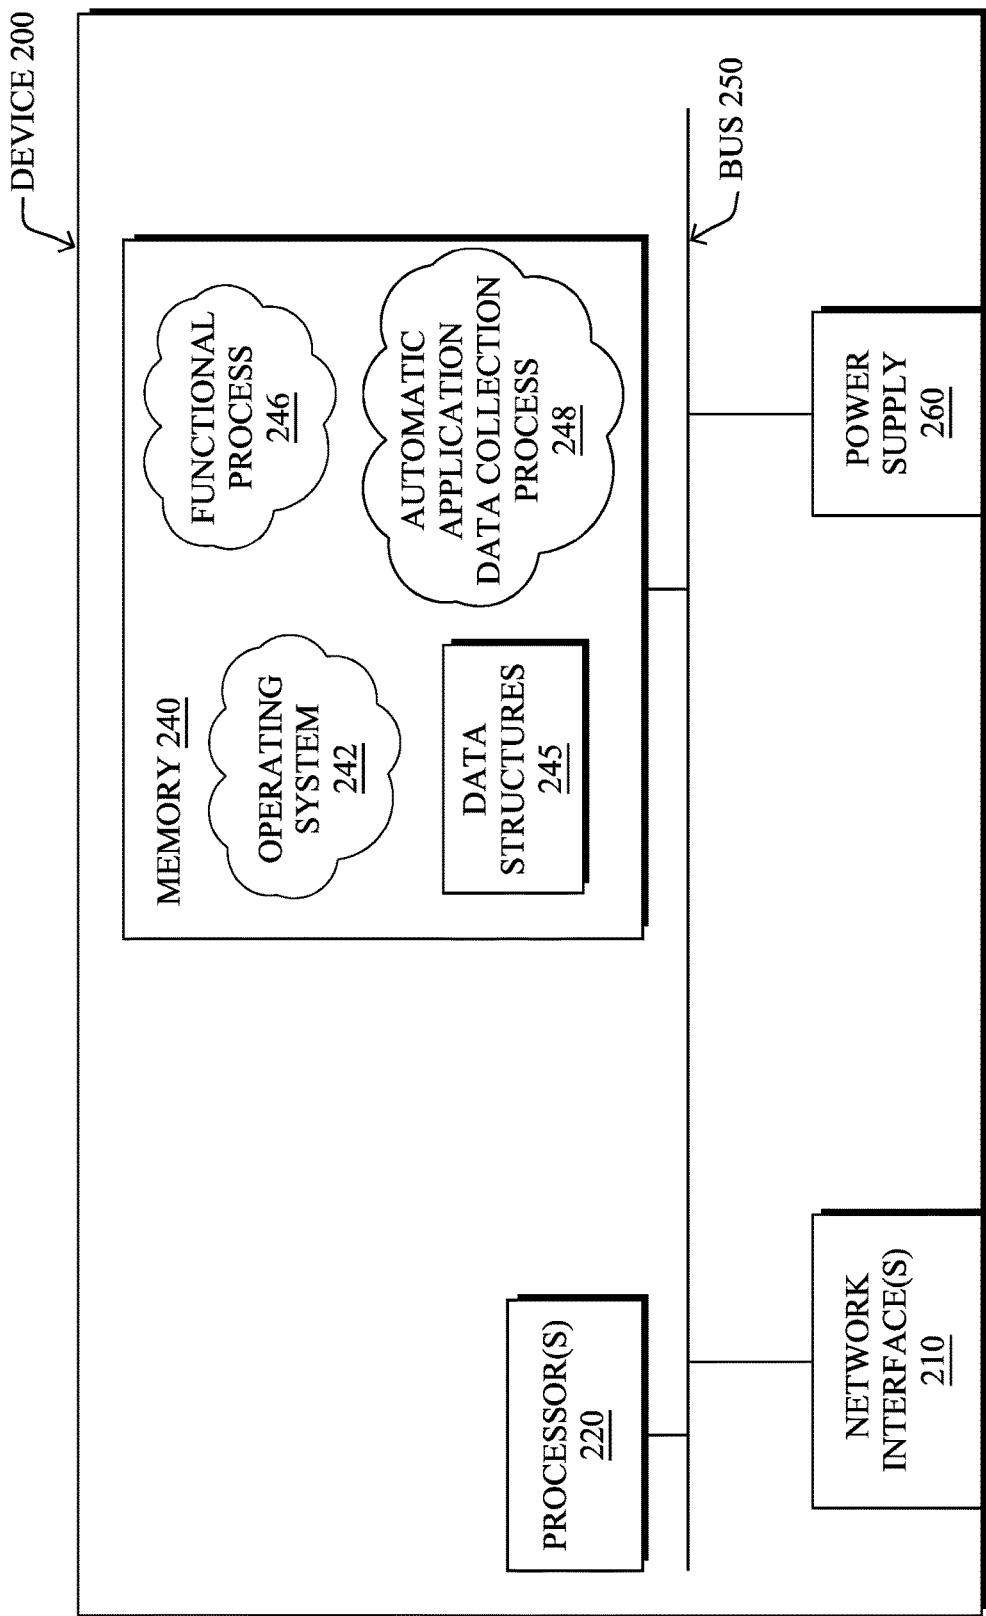 DEVICE 200
MEMORY 240
OPERATING
SYSTEM
242
FUNCTIONAL
PROCESS
246
DATA
STRUCTURES
245
AUTOMATIC
APPLICATION
DATA COLLECTION
PROCESS
248
PROCESSOR(S)
220
BUS 250
NETWORK
INTERFACE(S)
210
POWER
SUPPLY
260